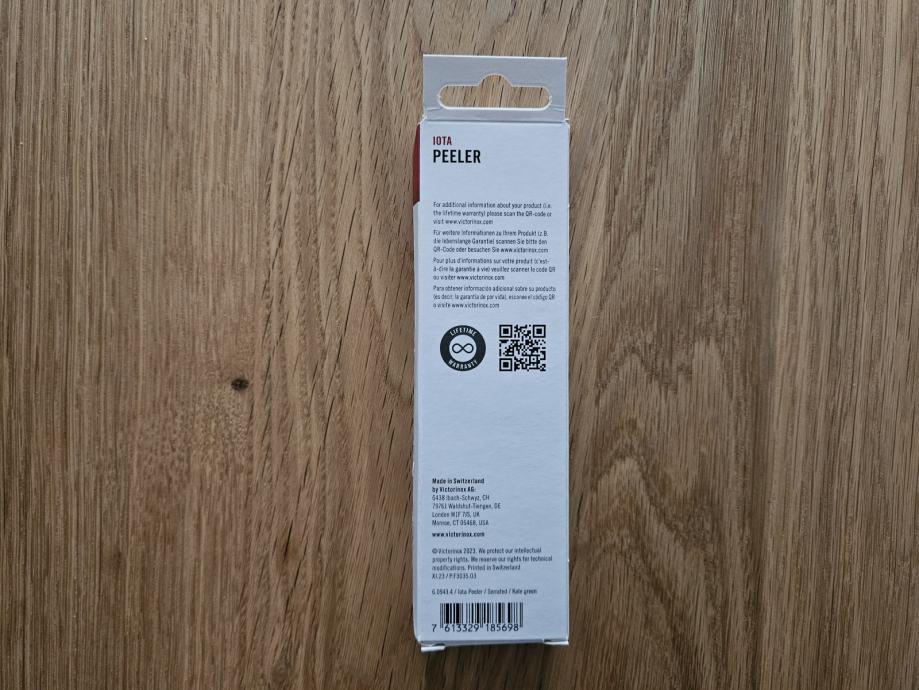 IOTA
PEELER
For additional information about your product (i.e.
the lifetime warranty) please scan the QR-code or
visit www.victorinox.com
Für weitere Informationen zu Ihrem Produkt (z.B.
die lebenslange Garantie) scannen Sie bitte den
QR-Code oder besuchen Sie www.victorinox.com
Pour plus d'informations sur votre produit (c'est-
à-dire la garantie à vie) veuillez scanner le code QR
ou visiter www.victorinox.com
Para obtener información adicional sobre su producto
(es decir, la garantía de por vida), escanee el código QR
o visite www.victorinox.com
LIFETIME
WARRANTY
Made in Switzerland
by Victorinox AG:
6438 Ibach-Schwyz, CH
79761 Waldshut-Tiengen, DE
London W1F 7JS, UK
Monroe, CT 05468, USA
www.victorinox.com
©Victorinox 2023. We protect our intellectual
property rights. We reserve our rights for technical
modifications. Printed in Switzerland
XI.23 / P.F3035.03
6.0943.4 / Iota Peeler / Serrated / Kale green
7 613329 185698